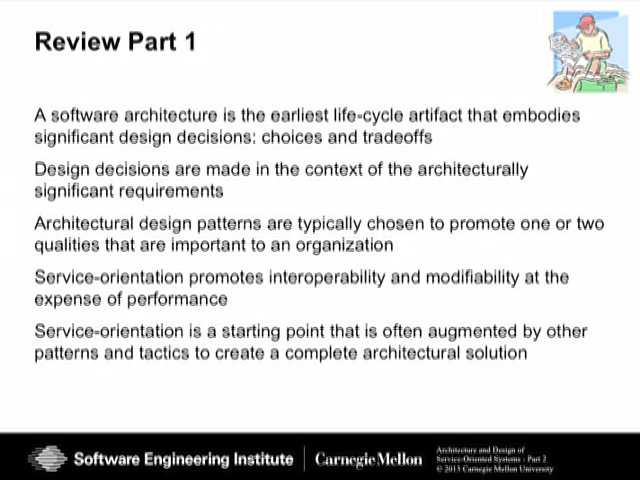 Review Part 1
A software architecture is the earliest life-cycle artifact that embodies
significant design decisions: choices and tradeoffs
Design decisions are made in the context of the architecturally
significant requirements
Architectural design patterns are typically chosen to promote one or two
qualities that are important to an organization
Service-orientation promotes interoperability and modifiability at the
expense of performance
Service-orientation is a starting point that is often augmented by other
patterns and tactics to create a complete architectural solution
Software Engineering Institute
Carnegie Mellon
Architecture and Design of
Service-Oriented Systems - Part 2
© 2013 Carnegie Mellon University